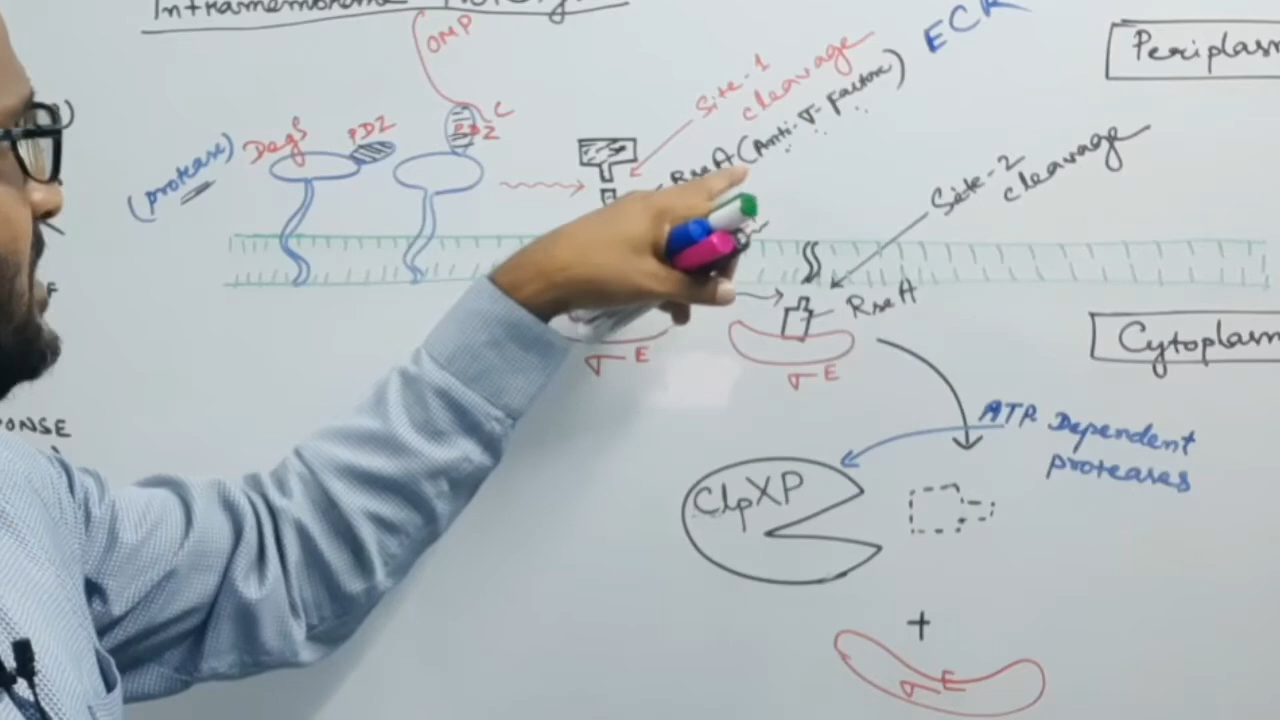 OMP
ECR
Periplasm
Site-1
cleavage
DegS
PDZ
(protease)
PDZ
C
RseA (Anti-σ-Factor)
Site-2
cleavage
RseA
Cytoplasm
σE
σE
ONSE
ATP Dependent
proteases
ClpXP
+
σE